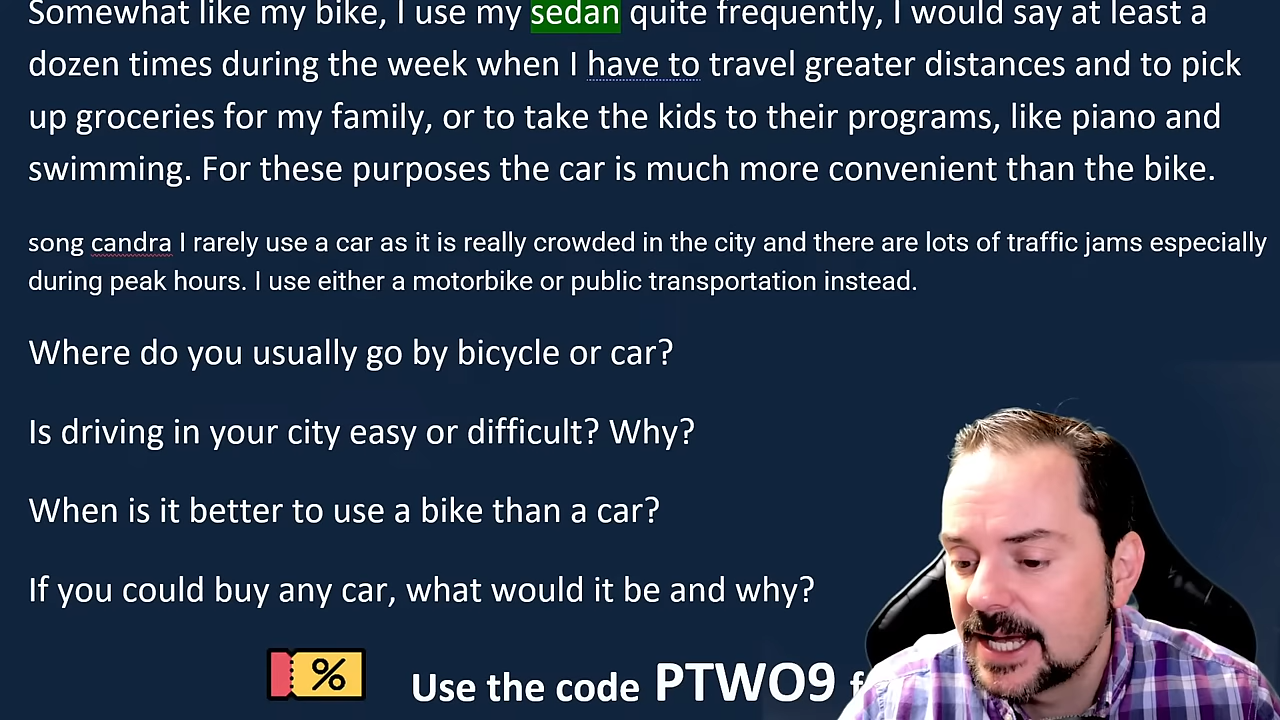 Somewhat like my bike, I use my sedan quite frequently, I would say at least a
dozen times during the week when I have to travel greater distances and to pick
up groceries for my family, or to take the kids to their programs, like piano and
swimming. For these purposes the car is much more convenient than the bike.
song candra I rarely use a car as it is really crowded in the city and there are lots of traffic jams especially
during peak hours. I use either a motorbike or public transportation instead.
Where do you usually go by bicycle or car?
Is driving in your city easy or difficult? Why?
When is it better to use a bike than a car?
If you could buy any car, what would it be and why?
% Use the code PTWO9